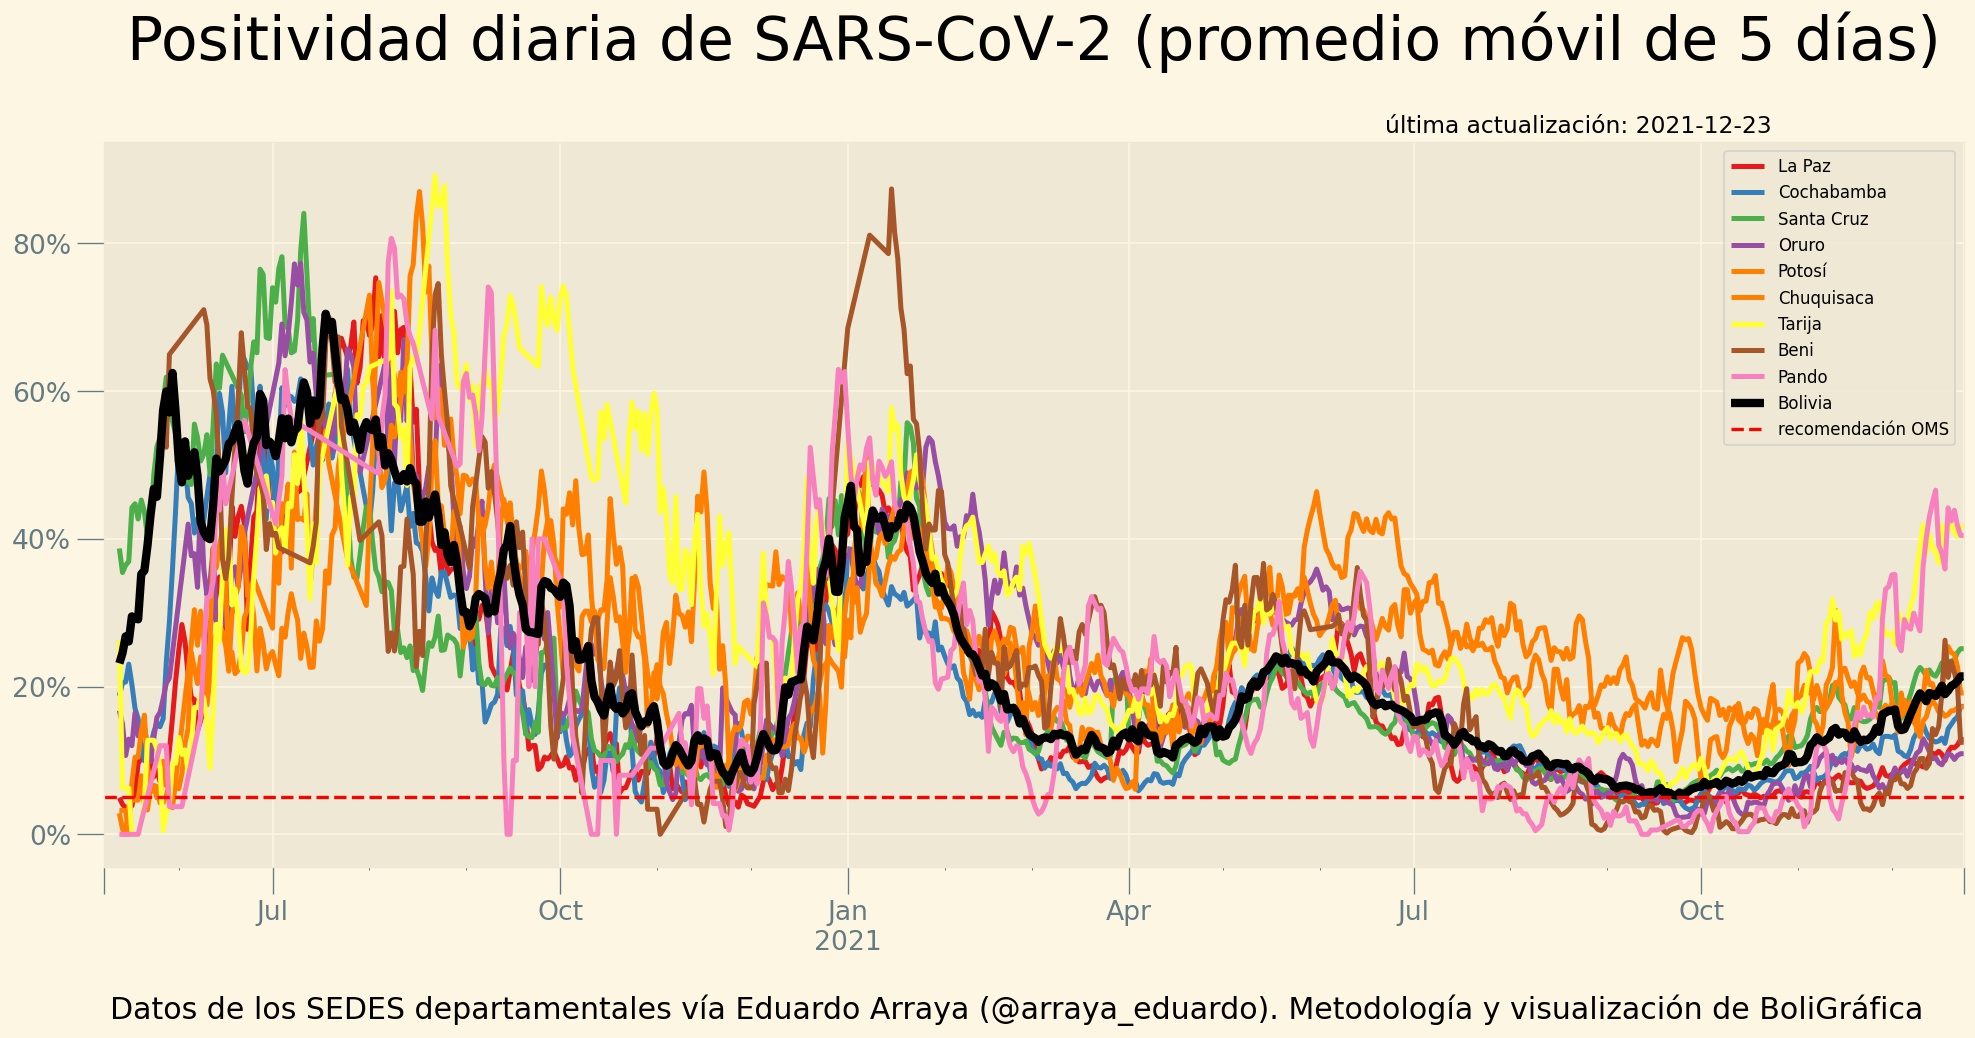 Positividad diaria de SARS-CoV-2 (promedio móvil de 5 días)
última actualización: 2021-12-23
La Paz
Cochabamba
Santa Cruz
Oruro
Potosí
Chuquisaca
Tarija
Beni
Pando
Bolivia
recomendación OMS
80%
60%
40%
20%
0%
Jul Oct Jan Apr Jul Oct
2021
Datos de los SEDES departamentales vía Eduardo Arraya (@arraya_eduardo). Metodología y visualización de BoliGráfica